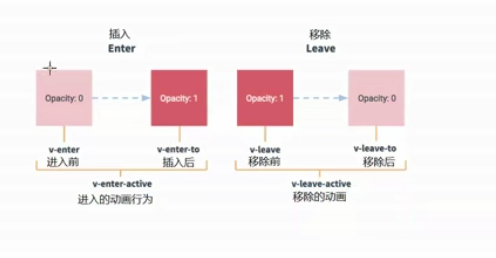 插入
Enter
移除
Leave
Opacity: 0
Opacity: 1
Opacity: 1
Opacity: 0
v-enter
进入前
v-enter-to
插入后
v-leave
移除前
v-leave-to
移除后
v-enter-active
进入的动画行为
v-leave-active
移除的动画